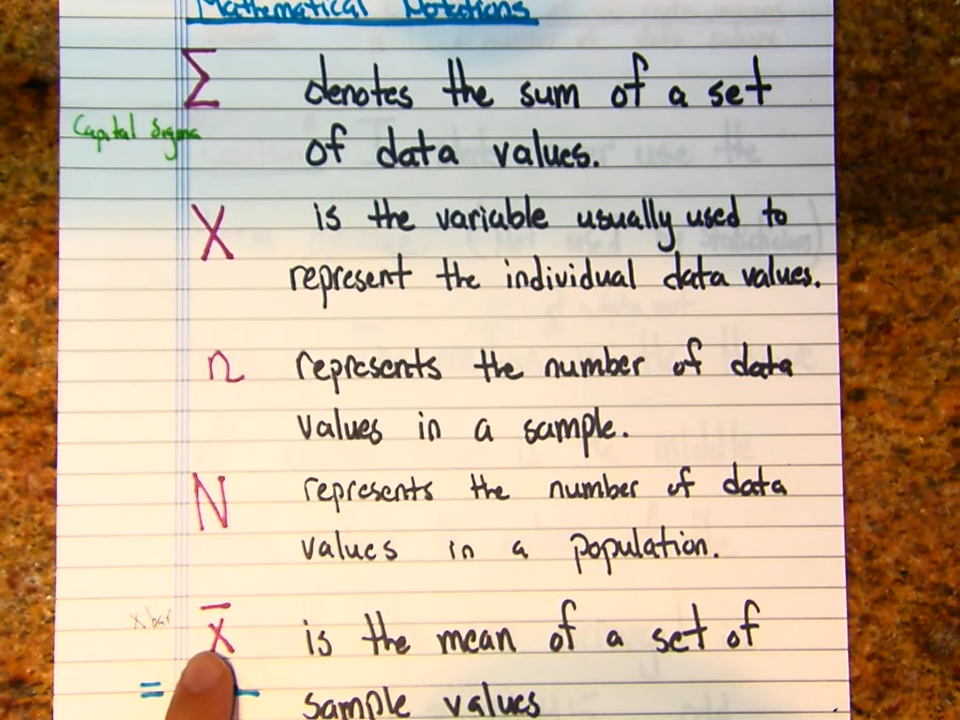 Mathematical Notations
Σ denotes the sum of a set
Capital Sigma
of data values.
X is the variable usually used to
represent the individual data values.
n represents the number of data
values in a sample.
N represents the number of data
values in a population.
x bar x̄ is the mean of a set of
=
sample values